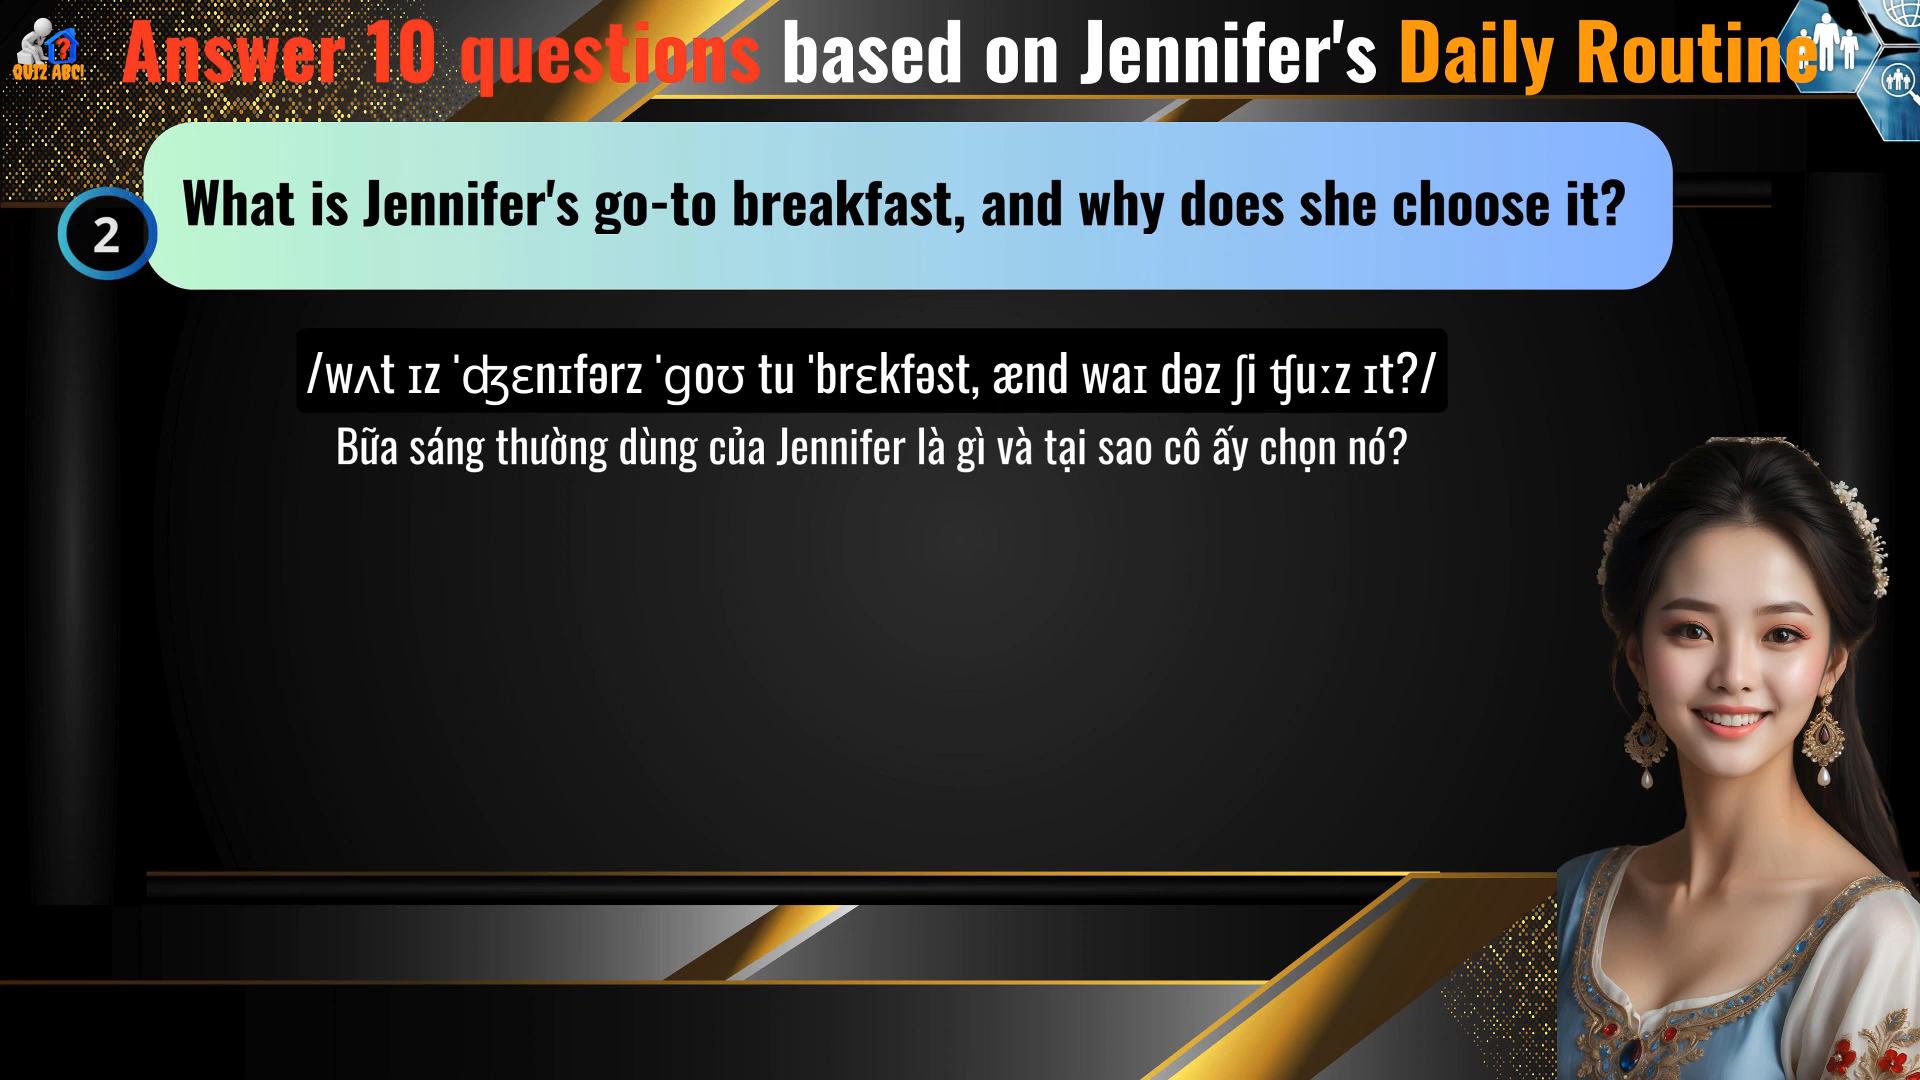 QUIZ ABC!
Answer 10 questions based on Jennifer's Daily Routine
2
What is Jennifer's go-to breakfast, and why does she choose it?
/wʌt ɪz ˈʤɛnɪfərz ˈɡoʊ tu ˈbrɛkfəst, ænd waɪ dəz ʃi ʧuːz ɪt?/
Bữa sáng thường dùng của Jennifer là gì và tại sao cô ấy chọn nó?